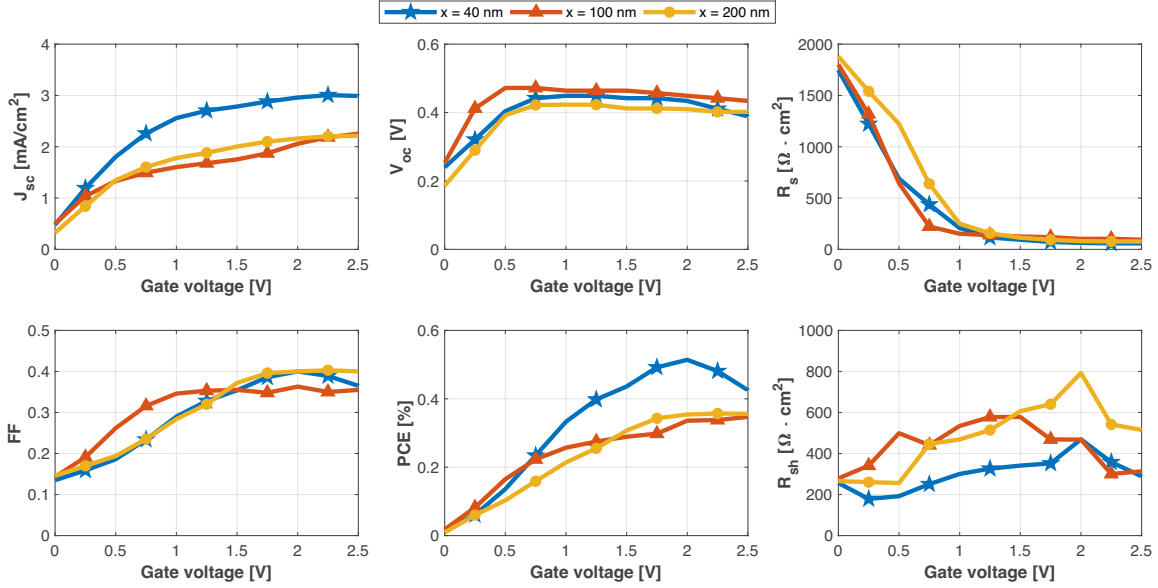 x = 40 nm x = 100 nm x = 200 nm
4
3
2
1
0
J_sc [mA/cm²]
0 0.5 1 1.5 2 2.5
Gate voltage [V]
0.6
0.4
0.2
0
V_oc [V]
0 0.5 1 1.5 2 2.5
Gate voltage [V]
2000
1500
1000
500
0
R_s [Ω - cm²]
0 0.5 1 1.5 2 2.5
Gate voltage [V]
0.5
0.4
0.3
0.2
0.1
0
FF
0 0.5 1 1.5 2 2.5
Gate voltage [V]
0.6
0.4
0.2
0
PCE [%]
0 0.5 1 1.5 2 2.5
Gate voltage [V]
1000
800
600
400
200
0
R_sh [Ω - cm²]
0 0.5 1 1.5 2 2.5
Gate voltage [V]